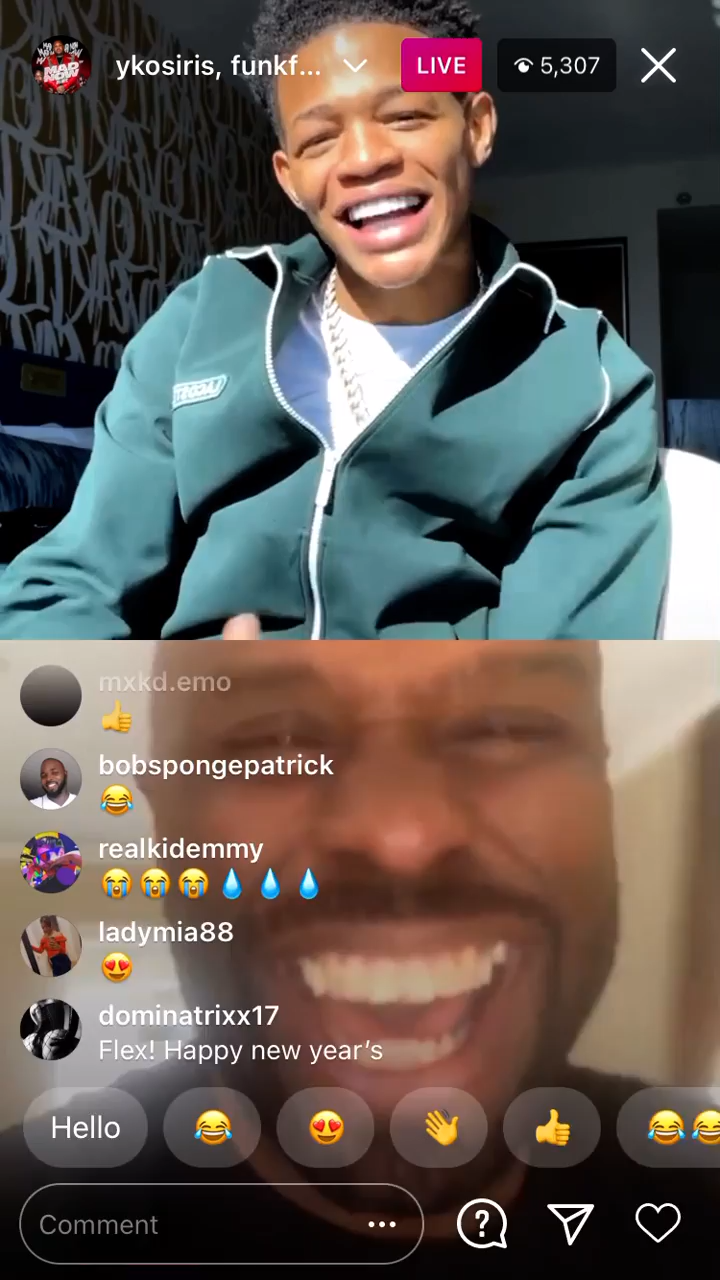 ykosiris, funkf...
LIVE
5,307
mxkd.emo
👍
bobspongepatrick
😂
realkidemmy
😭😭😭💧💧💧
ladymia88
😍
dominatrixx17
Flex! Happy new year’s
Hello
😂
😍
👋
👍
😂😂
Comment